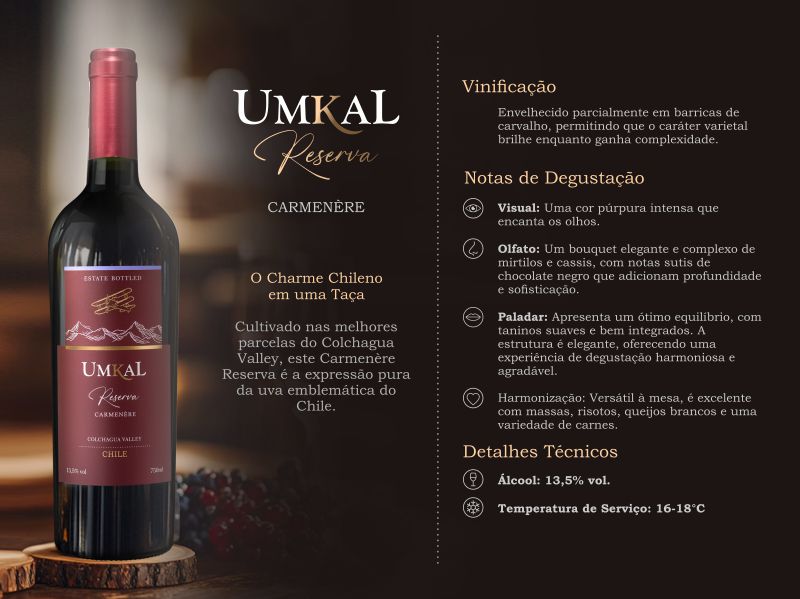 ESTATE BOTTLED
UMKAL
Reserva
CARMENÈRE
COLCHAGUA VALLEY
CHILE
13,5% vol
750ml
UMKAL
Reserva
CARMENÈRE
O Charme Chileno
em uma Taça
Cultivado nas melhores
parcelas do Colchagua
Valley, este Carmenère
Reserva é a expressão pura
da uva emblemática do
Chile.
Vinificação
Envelhecido parcialmente em barricas de
carvalho, permitindo que o caráter varietal
brilhe enquanto ganha complexidade.
Notas de Degustação
Visual: Uma cor púrpura intensa que
encanta os olhos.
Olfato: Um bouquet elegante e complexo de
mirtilos e cassis, com notas sutis de
chocolate negro que adicionam profundidade
e sofisticação.
Paladar: Apresenta um ótimo equilíbrio, com
taninos suaves e bem integrados. A
estrutura é elegante, oferecendo uma
experiência de degustação harmoniosa e
agradável.
Harmonização: Versátil à mesa, é excelente
com massas, risotos, queijos brancos e uma
variedade de carnes.
Detalhes Técnicos
Álcool: 13,5% vol.
Temperatura de Serviço: 16-18°C